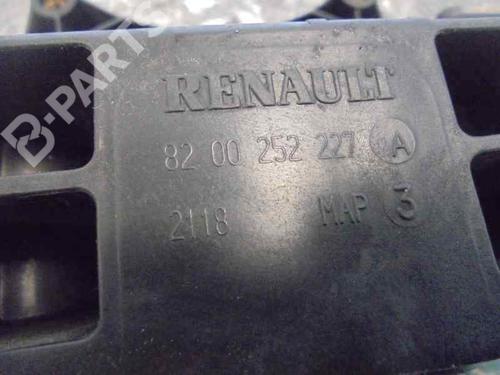 B-PARTS
RENAULT
82 00 252 227 A
2118 MAP 3